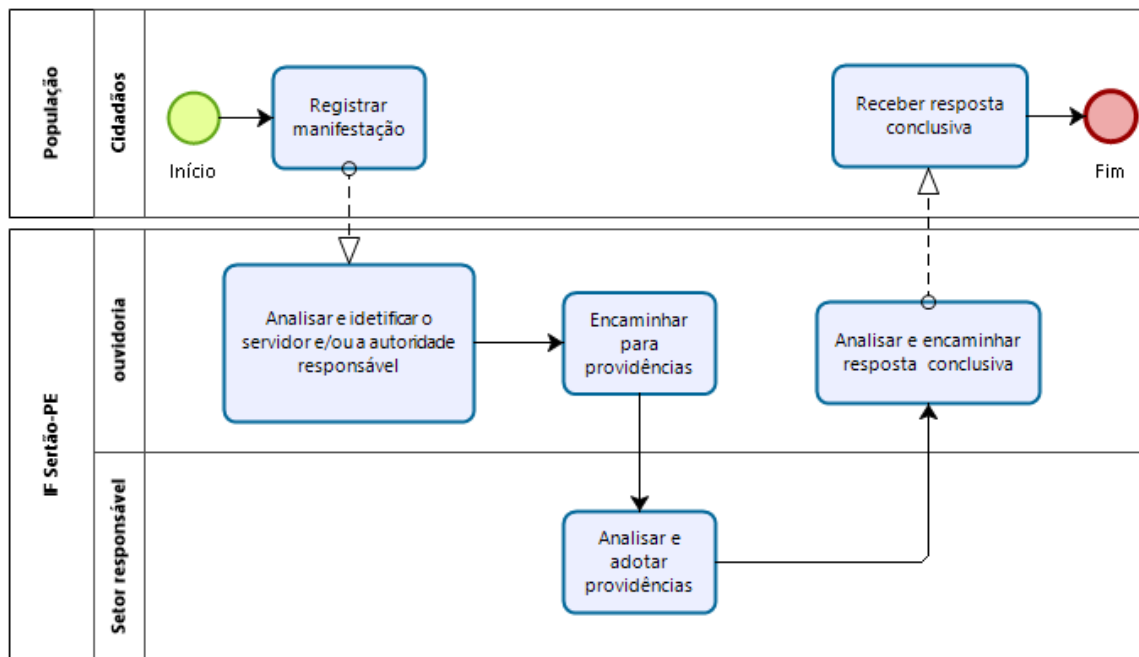 População
Cidadãos
Início
Registrar
manifestação
Receber resposta
conclusiva
Fim
IF Sertão-PE
ouvidoria
Analisar e idetificar o
servidor e/ou a autoridade
responsável
Encaminhar
para
providências
Analisar e encaminhar
resposta conclusiva
Setor responsável
Analisar e
adotar
providências